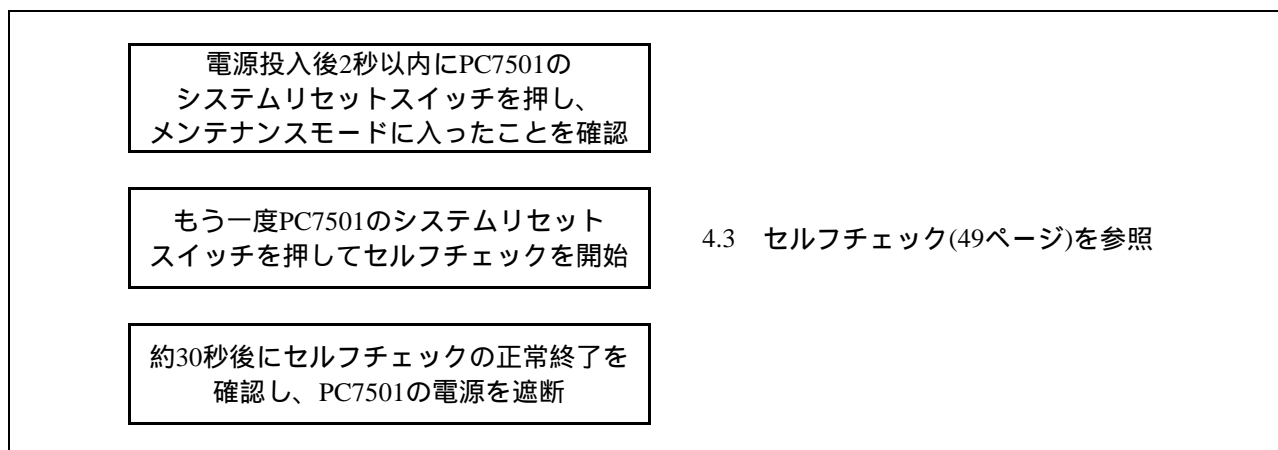 電源投入後2秒以内にPC7501の
システムリセットスイッチを押し、
メンテナンスモードに入ったことを確認
もう一度PC7501のシステムリセット
スイッチを押してセルフチェックを開始
4.3 セルフチェック(49ページ)を参照
約30秒後にセルフチェックの正常終了を
確認し、PC7501の電源を遮断